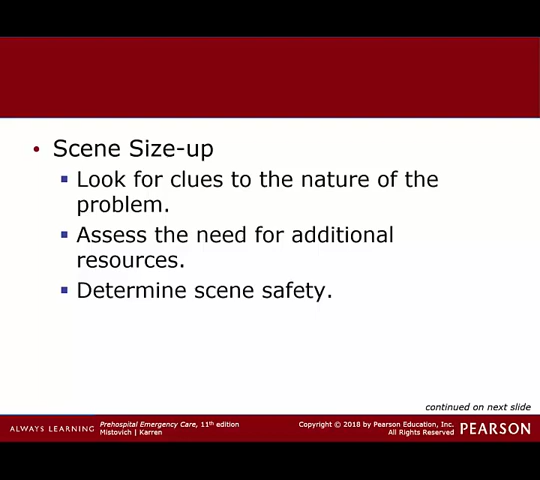 • Scene Size-up
▪ Look for clues to the nature of the
problem.
▪ Assess the need for additional
resources.
▪ Determine scene safety.
continued on next slide
ALWAYS LEARNING
Prehospital Emergency Care, 11th edition
Mistovich | Karren
Copyright © 2018 by Pearson Education, Inc.
All Rights Reserved
PEARSON